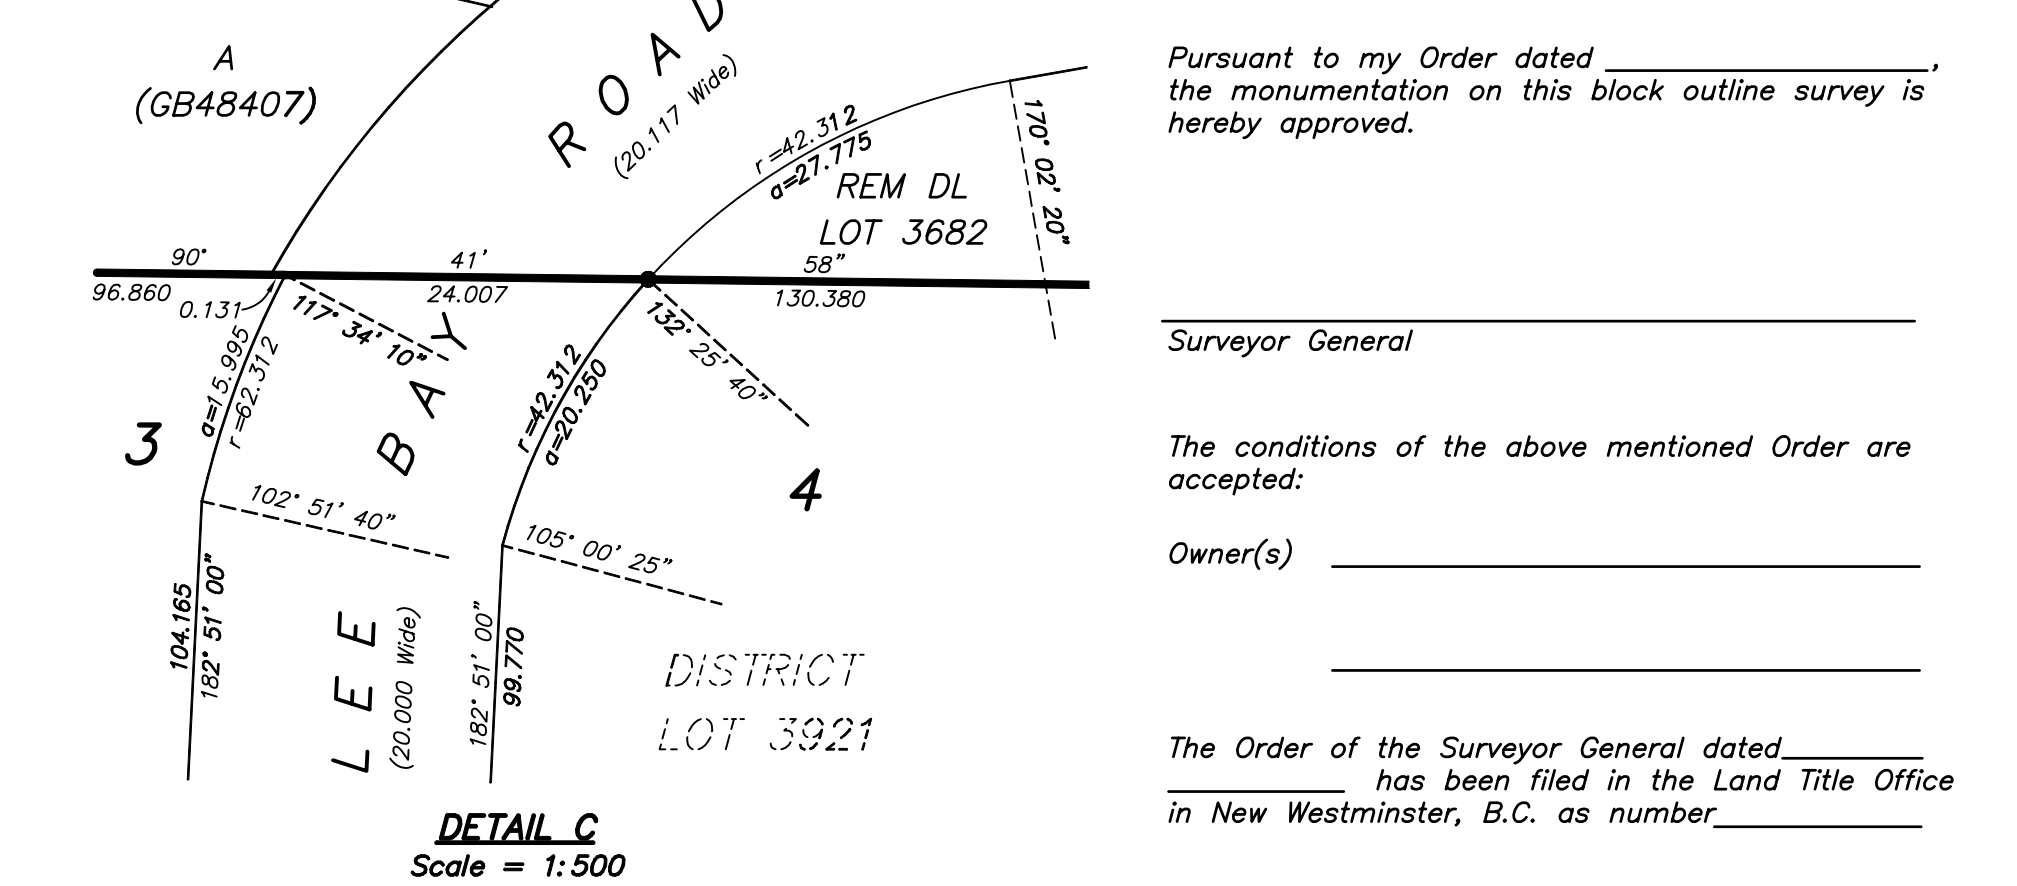 A
(GB48407)
ROAD
(20.117 Wide)
r=42.312
a=27.775
REM DL
LOT 3682
170° 02' 20"
90°
41'
58"
96.860
0.131
24.007
130.380
117° 34' 10"
132° 25' 40"
a=15.995
r=62.312
BAY
r=42.312
a=20.250
3
4
102° 51' 40"
105° 00' 25"
104.165
182° 51' 00"
LEE
(20.000 Wide)
182° 51' 00"
99.770
DISTRICT
LOT 3921
DETAIL C
Scale = 1:500
Pursuant to my Order dated ____________________,
the monumentation on this block outline survey is
hereby approved.
Surveyor General
The conditions of the above mentioned Order are
accepted:
Owner(s)
The Order of the Surveyor General dated__________
____________ has been filed in the Land Title Office
in New Westminster, B.C. as number______________